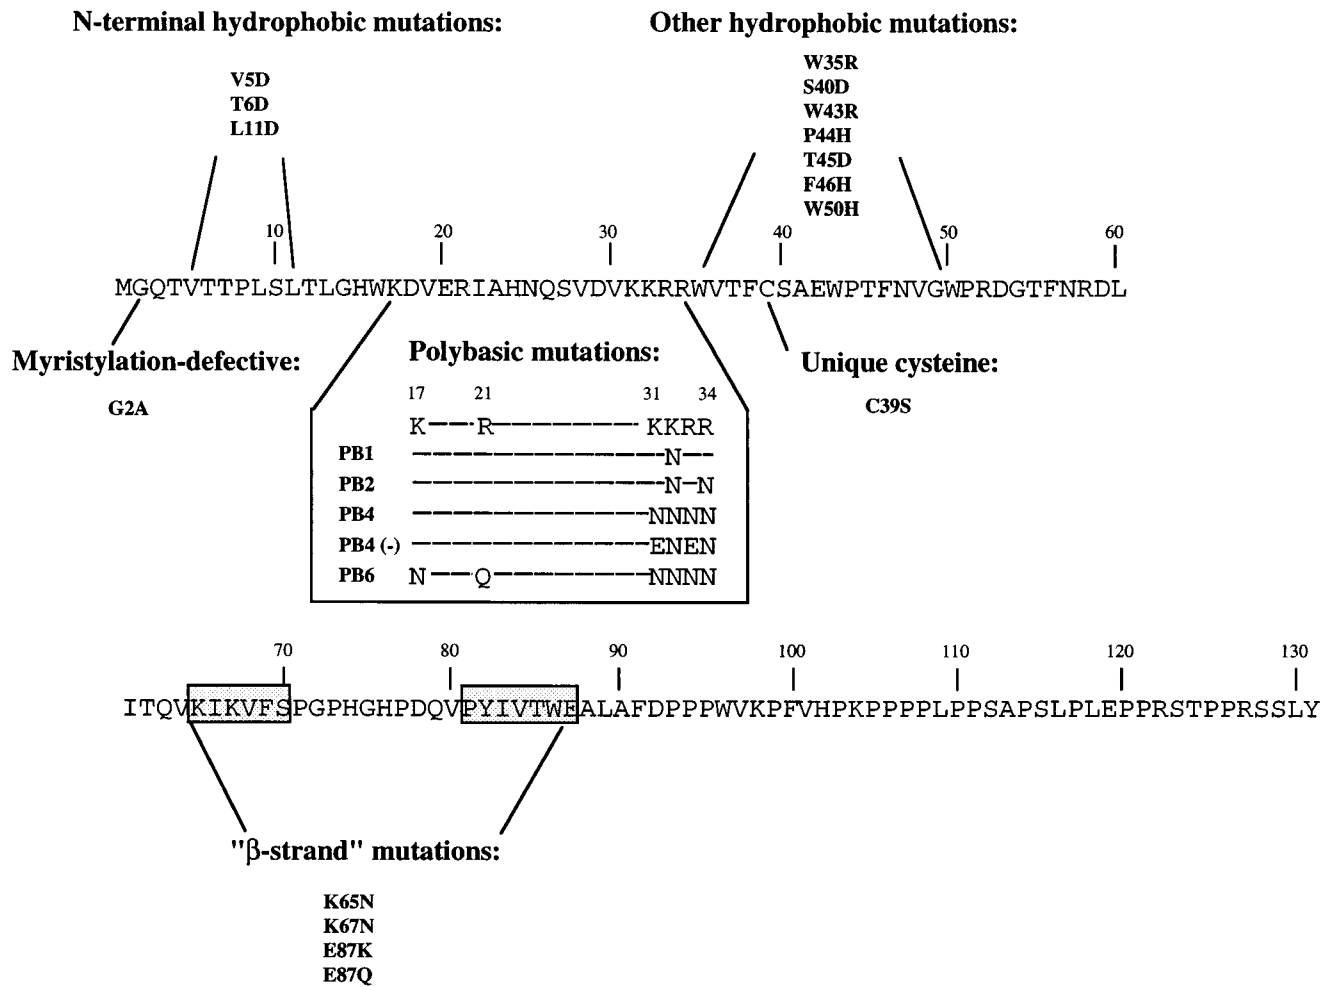 N-terminal hydrophobic mutations:
V5D
T6D
L11D
Other hydrophobic mutations:
W35R
S40D
W43R
P44H
T45D
F46H
W50H
10 20 30 40 50 60
MGQTVTTPLSLTLGHWKDVERIAHNQSVDVKKRRWVTFCSAEWPTFNVGWPRDGTFNRDL
Myristylation-defective:
G2A
Polybasic mutations:
17 21 31 34
K R KKRR
PB1 N
PB2 N N
PB4 NNNN
PB4 (-) ENEN
PB6 N Q NNNN
Unique cysteine:
C39S
70 80 90 100 110 120 130
ITQVKIKVFSPGPHGHPDQVPYIVTWEALAFDPPPWVKPFVHPKPPPPLPPSAPSLPLEPPRSTPPRSSLY
"β-strand" mutations:
K65N
K67N
E87K
E87Q